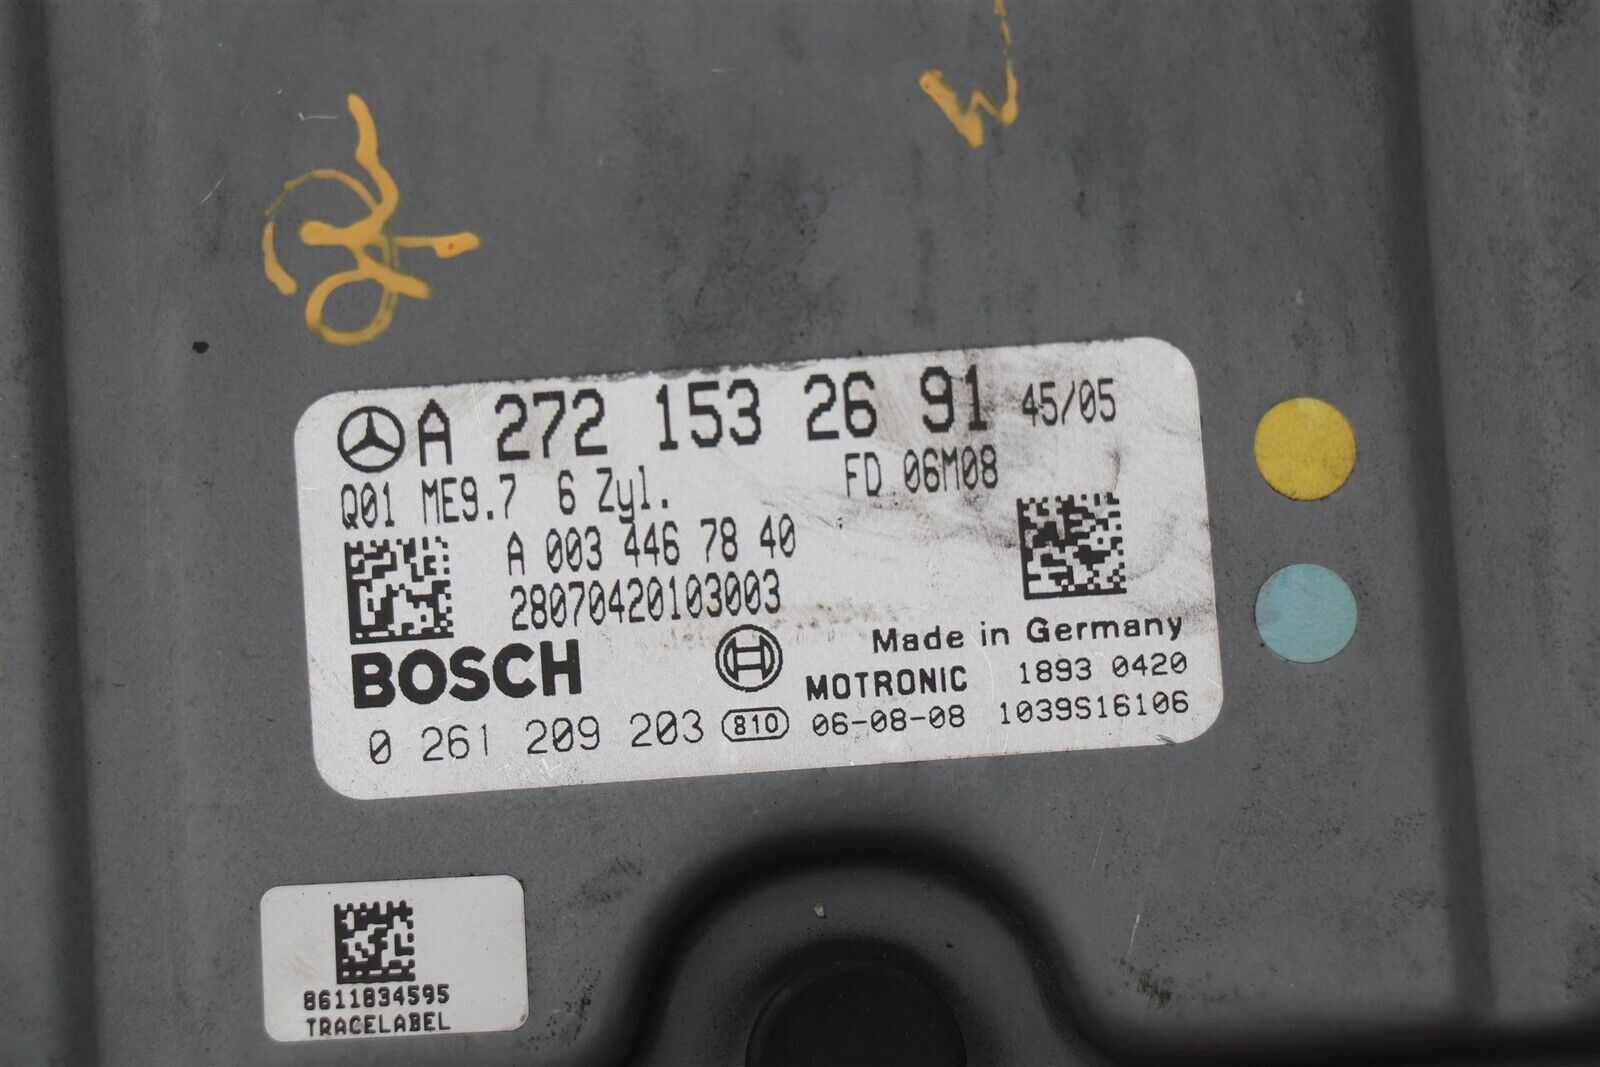 W
A 272 153 26 91 45/05
Q01 ME9.7 6 Zyl. FD 06M08
A 003 446 78 40
28070420103003
Made in Germany
BOSCH MOTRONIC 1893 0420
0 261 209 203 810 06-08-08 1039S16106
8611834595
TRACELABEL